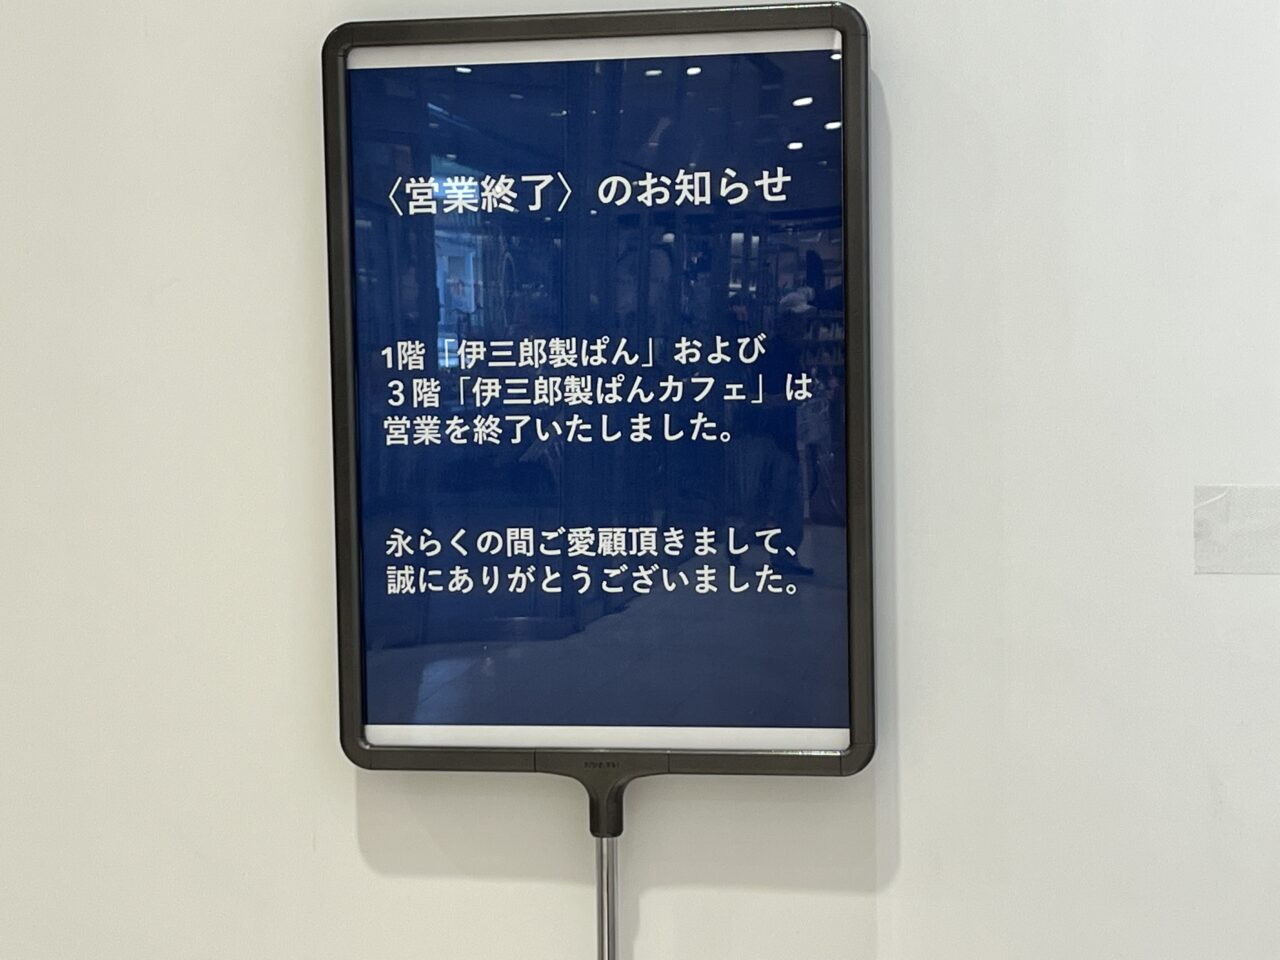 〈営業終了〉のお知らせ
1階「伊三郎製ぱん」および
3階「伊三郎製ぱんカフェ」は
営業を終了いたしました。
永らくの間ご愛顧頂きまして、
誠にありがとうございました。